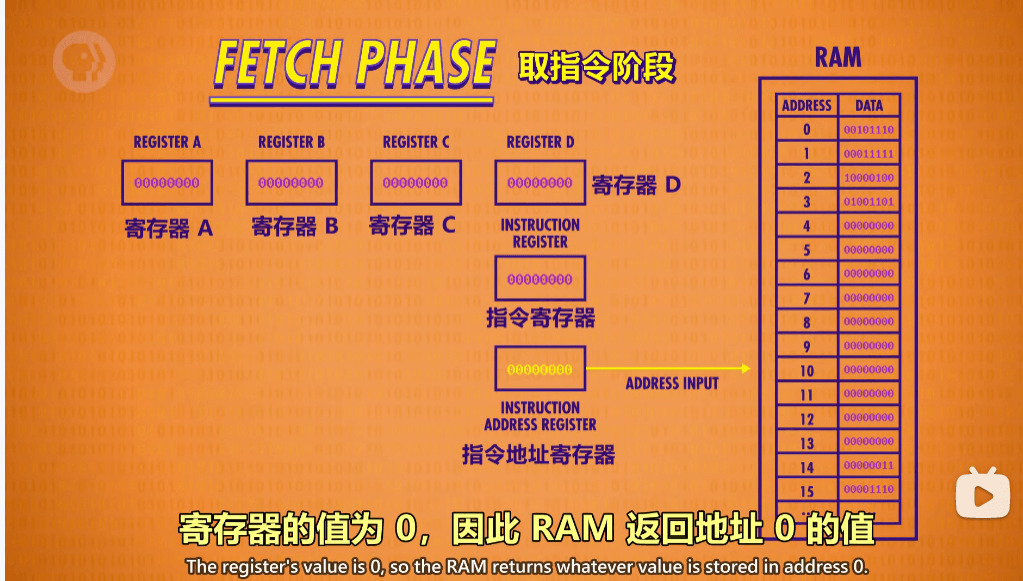 FETCH PHASE 取指令阶段
RAM
REGISTER A
00000000
寄存器 A
REGISTER B
00000000
寄存器 B
REGISTER C
00000000
寄存器 C
REGISTER D
00000000
寄存器 D
INSTRUCTION
REGISTER
00000000
指令寄存器
00000000
ADDRESS INPUT
INSTRUCTION
ADDRESS REGISTER
指令地址寄存器
ADDRESS DATA
0 00101110
1 00011111
2 10000100
3 01001101
4 00000000
5 00000000
6 00000000
7 00000000
8 00000000
9 00000000
10 00000000
11 00000000
12 00000000
13 00000000
14 00000011
15 00001110
...
寄存器的值为 0，因此 RAM 返回地址 0 的值
The register's value is 0, so the RAM returns whatever value is stored in address 0.